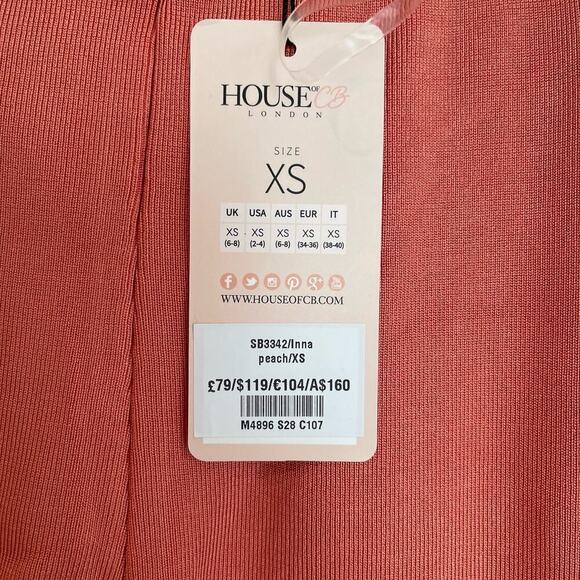 HOUSE OF CB
LONDON
SIZE
XS
UK USA AUS EUR IT
XS XS XS XS XS
(6-8) (2-4) (6-8) (34-36) (38-40)
WWW.HOUSEOFCB.COM
SB3342/Inna
peach/XS
£79/$119/€104/A$160
M4896 S28 C107